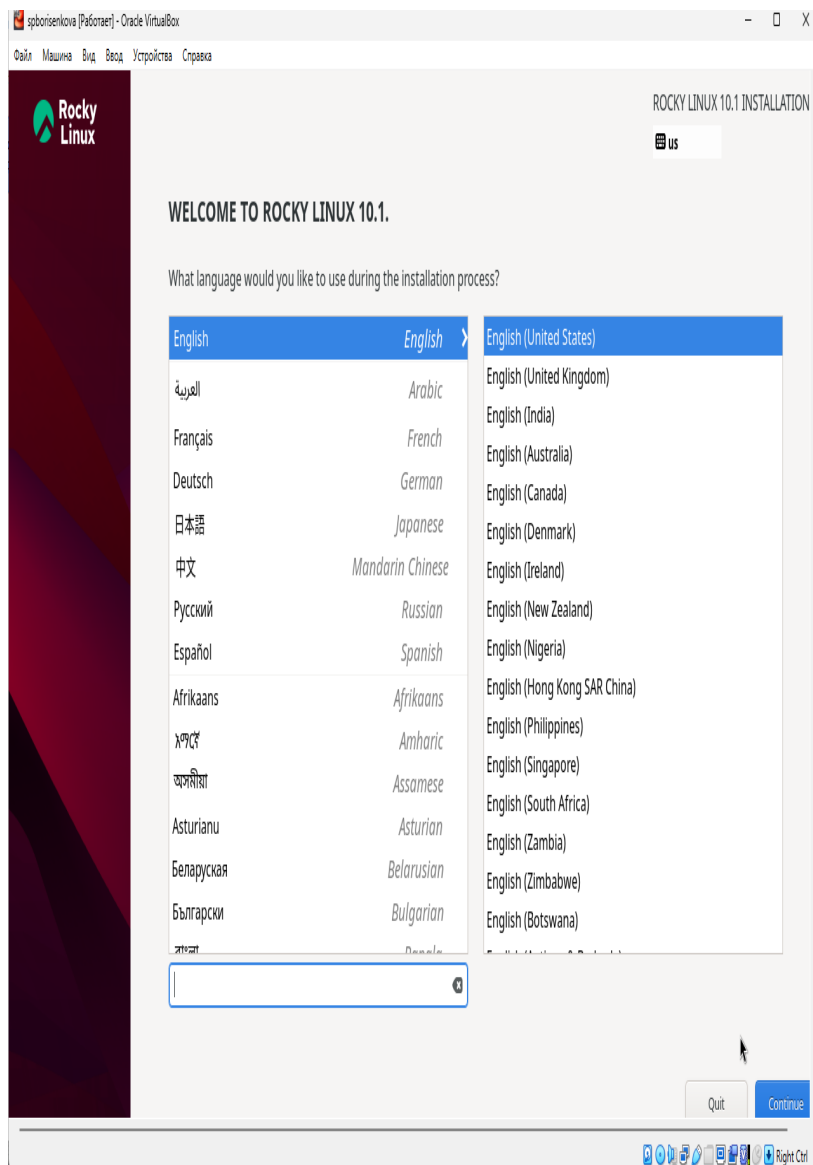 spborisenkova [Работает] - Oracle VirtualBox
Файл Машина Вид Ввод Устройства Справка
Rocky
Linux
ROCKY LINUX 10.1 INSTALLATION
us
WELCOME TO ROCKY LINUX 10.1.
What language would you like to use during the installation process?
English English
العربية Arabic
Français French
Deutsch German
日本語 Japanese
中文 Mandarin Chinese
Русский Russian
Español Spanish
Afrikaans Afrikaans
አማርኛ Amharic
অসমীয়া Assamese
Asturianu Asturian
Беларуская Belarusian
Български Bulgarian
English (United States)
English (United Kingdom)
English (India)
English (Australia)
English (Canada)
English (Denmark)
English (Ireland)
English (New Zealand)
English (Nigeria)
English (Hong Kong SAR China)
English (Philippines)
English (Singapore)
English (South Africa)
English (Zambia)
English (Zimbabwe)
English (Botswana)
Quit Continue
Right Ctrl